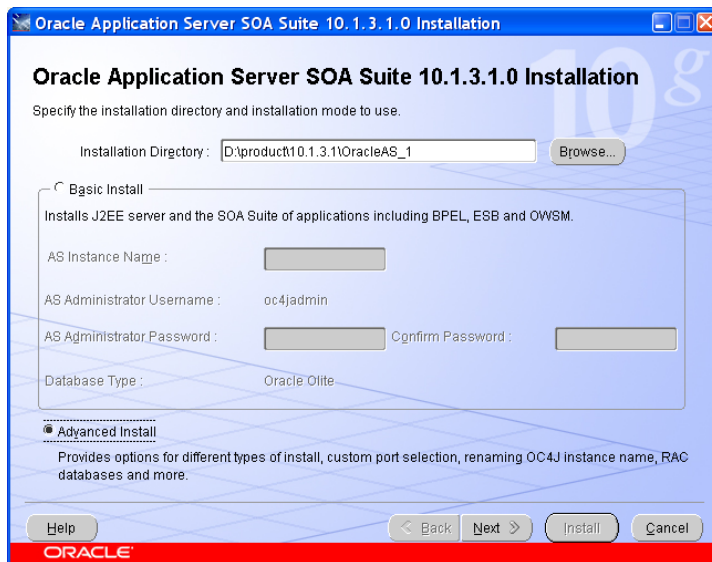 Oracle Application Server SOA Suite 10.1.3.1.0 Installation
10g
Oracle Application Server SOA Suite 10.1.3.1.0 Installation
Specify the installation directory and installation mode to use.
Installation Directory : D:\product\10.1.3.1\OracleAS_1 Browse...
Basic Install
Installs J2EE server and the SOA Suite of applications including BPEL, ESB and OWSM.
AS Instance Name :
AS Administrator Username : oc4jadmin
AS Administrator Password : Confirm Password :
Database Type : Oracle Olite
Advanced Install
Provides options for different types of install, custom port selection, renaming OC4J instance name, RAC
databases and more.
Help Back Next Install Cancel
ORACLE